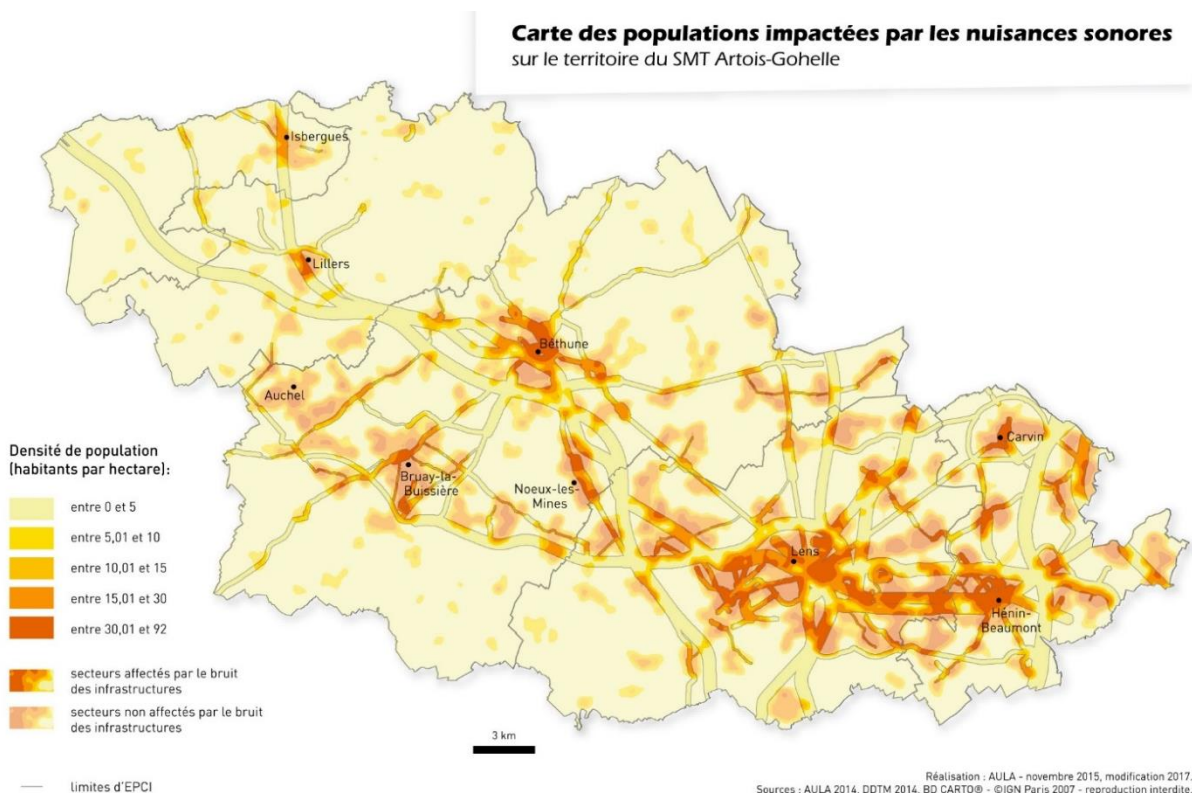 Carte des populations impactées par les nuisances sonores
sur le territoire du SMT Artois-Gohelle
Isbergues
Lillers
Béthune
Auchel
Carvin
Bruay-la-
Buissière
Noeux-les-
Mines
Lens
Hénin-
Beaumont
Densité de population
(habitants par hectare):
entre 0 et 5
entre 5,01 et 10
entre 10,01 et 15
entre 15,01 et 30
entre 30,01 et 92
secteurs affectés par le bruit
des infrastructures
secteurs non affectés par le bruit
des infrastructures
limites d'EPCI
3 km
Réalisation : AULA - novembre 2015, modification 2017.
Sources : AULA 2014, DDTM 2014, BD CARTO® - ©IGN Paris 2007 - reproduction interdite.